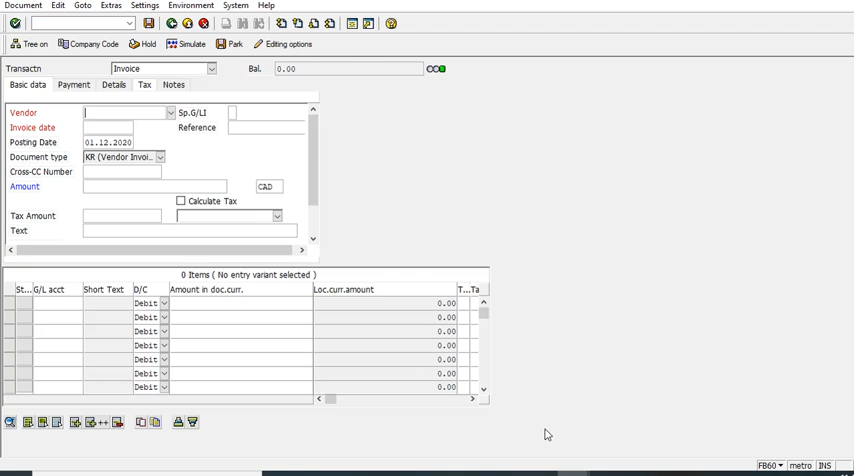 Document Edit Goto Extras Settings Environment System Help
Tree on Company Code Hold Simulate Park Editing options
Transactn Invoice Bal. 0.00
Basic data Payment Details Tax Notes
Vendor Sp.G/LI
Invoice date Reference
Posting Date 01.12.2020
Document type KR (Vendor Invoi..
Cross-CC Number
Amount CAD
Calculate Tax
Tax Amount
Text
0 Items ( No entry variant selected )
St... G/L acct Short Text D/C Amount in doc.curr. Loc.curr.amount T... Ta
Debit 0.00
Debit 0.00
Debit 0.00
Debit 0.00
Debit 0.00
Debit 0.00
Debit 0.00
FB60 metro INS